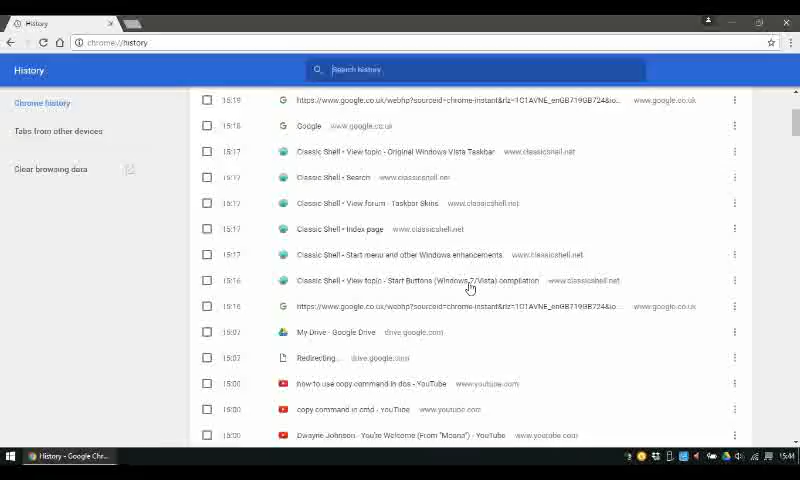 History
chrome://history
History
Search history
Chrome history
Tabs from other devices
Clear browsing data
15:19 https://www.google.co.uk/webhp?sourceid=chrome-instant&rlz=1C1AVNE_enGB719GB724&io... www.google.co.uk
15:18 Google www.google.co.uk
15:17 Classic Shell • View topic - Original Windows Vista Taskbar www.classicshell.net
15:17 Classic Shell • Search www.classicshell.net
15:17 Classic Shell • View forum - Taskbar Skins www.classicshell.net
15:17 Classic Shell • Index page www.classicshell.net
15:17 Classic Shell - Start menu and other Windows enhancements www.classicshell.net
15:16 Classic Shell • View topic - Start Buttons (Windows 7/Vista) compilation www.classicshell.net
15:16 https://www.google.co.uk/webhp?sourceid=chrome-instant&rlz=1C1AVNE_enGB719GB724&io... www.google.co.uk
15:07 My Drive - Google Drive drive.google.com
15:07 Redirecting... drive.google.com
15:00 how to use copy command in dos - YouTube www.youtube.com
15:00 copy command in cmd - YouTube www.youtube.com
15:00 Dwayne Johnson - You're Welcome (From "Moana") - YouTube www.youtube.com
History - Google Chr...
15:44